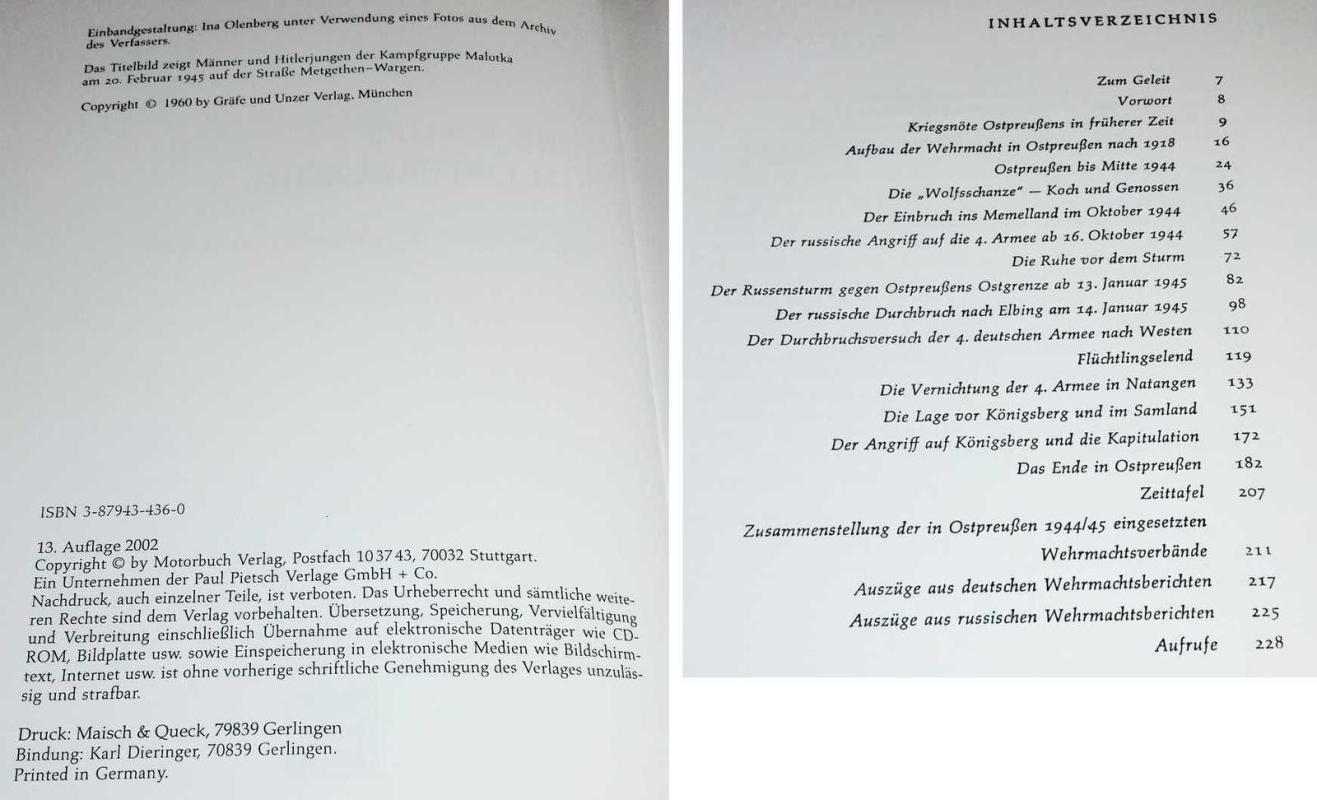 Einbandgestaltung: Ina Olenberg unter Verwendung eines Fotos aus dem Archiv
des Verfassers.
Das Titelbild zeigt Männer und Hitlerjungen der Kampfgruppe Malotka
am 20. Februar 1945 auf der Straße Metgethen–Wargen.
Copyright © 1960 by Gräfe und Unzer Verlag, München
ISBN 3-87943-436-0
13. Auflage 2002
Copyright © by Motorbuch Verlag, Postfach 10 37 43, 70032 Stuttgart.
Ein Unternehmen der Paul Pietsch Verlage GmbH + Co.
Nachdruck, auch einzelner Teile, ist verboten. Das Urheberrecht und sämtliche weite-
ren Rechte sind dem Verlag vorbehalten. Übersetzung, Speicherung, Vervielfältigung
und Verbreitung einschließlich Übernahme auf elektronische Datenträger wie CD-
ROM, Bildplatte usw. sowie Einspeicherung in elektronische Medien wie Bildschirm-
text, Internet usw. ist ohne vorherige schriftliche Genehmigung des Verlages unzuläs-
sig und strafbar.
Druck: Maisch & Queck, 79839 Gerlingen
Bindung: Karl Dieringer, 70839 Gerlingen.
Printed in Germany.
INHALTSVERZEICHNIS
Zum Geleit 7
Vorwort 8
Kriegsnöte Ostpreußens in früherer Zeit 9
Aufbau der Wehrmacht in Ostpreußen nach 1918 16
Ostpreußen bis Mitte 1944 24
Die „Wolfsschanze“ — Koch und Genossen 36
Der Einbruch ins Memelland im Oktober 1944 46
Der russische Angriff auf die 4. Armee ab 16. Oktober 1944 57
Die Ruhe vor dem Sturm 72
Der Russensturm gegen Ostpreußens Ostgrenze ab 13. Januar 1945 82
Der russische Durchbruch nach Elbing am 14. Januar 1945 98
Der Durchbruchsversuch der 4. deutschen Armee nach Westen 110
Flüchtlingselend 119
Die Vernichtung der 4. Armee in Natangen 133
Die Lage vor Königsberg und im Samland 151
Der Angriff auf Königsberg und die Kapitulation 172
Das Ende in Ostpreußen 182
Zeittafel 207
Zusammenstellung der in Ostpreußen 1944/45 eingesetzten
Wehrmachtsverbände 211
Auszüge aus deutschen Wehrmachtsberichten 217
Auszüge aus russischen Wehrmachtsberichten 225
Aufrufe 228